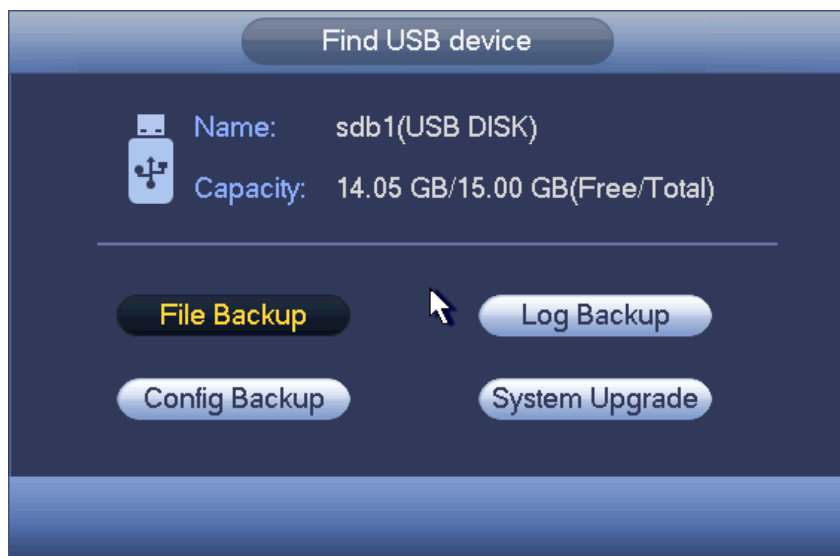 Find USB device
Name: sdb1(USB DISK)
Capacity: 14.05 GB/15.00 GB(Free/Total)
File Backup Log Backup
Config Backup System Upgrade